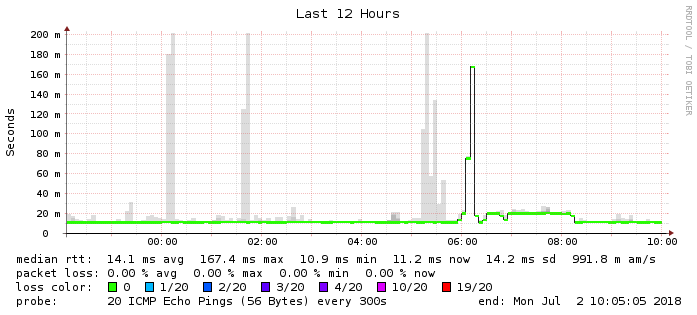 Last 12 Hours
RRDTOOL / TOBI OETIKER
Seconds
200 m
180 m
160 m
140 m
120 m
100 m
80 m
60 m
40 m
20 m
0
00:00 02:00 04:00 06:00 08:00 10:00
median rtt: 14.1 ms avg 167.4 ms max 10.9 ms min 11.2 ms now 14.2 ms sd 991.8 m am/s
packet loss: 0.00 % avg 0.00 % max 0.00 % min 0.00 % now
loss color: 0 1/20 2/20 3/20 4/20 10/20 19/20
probe: 20 ICMP Echo Pings (56 Bytes) every 300s end: Mon Jul 2 10:05:05 2018